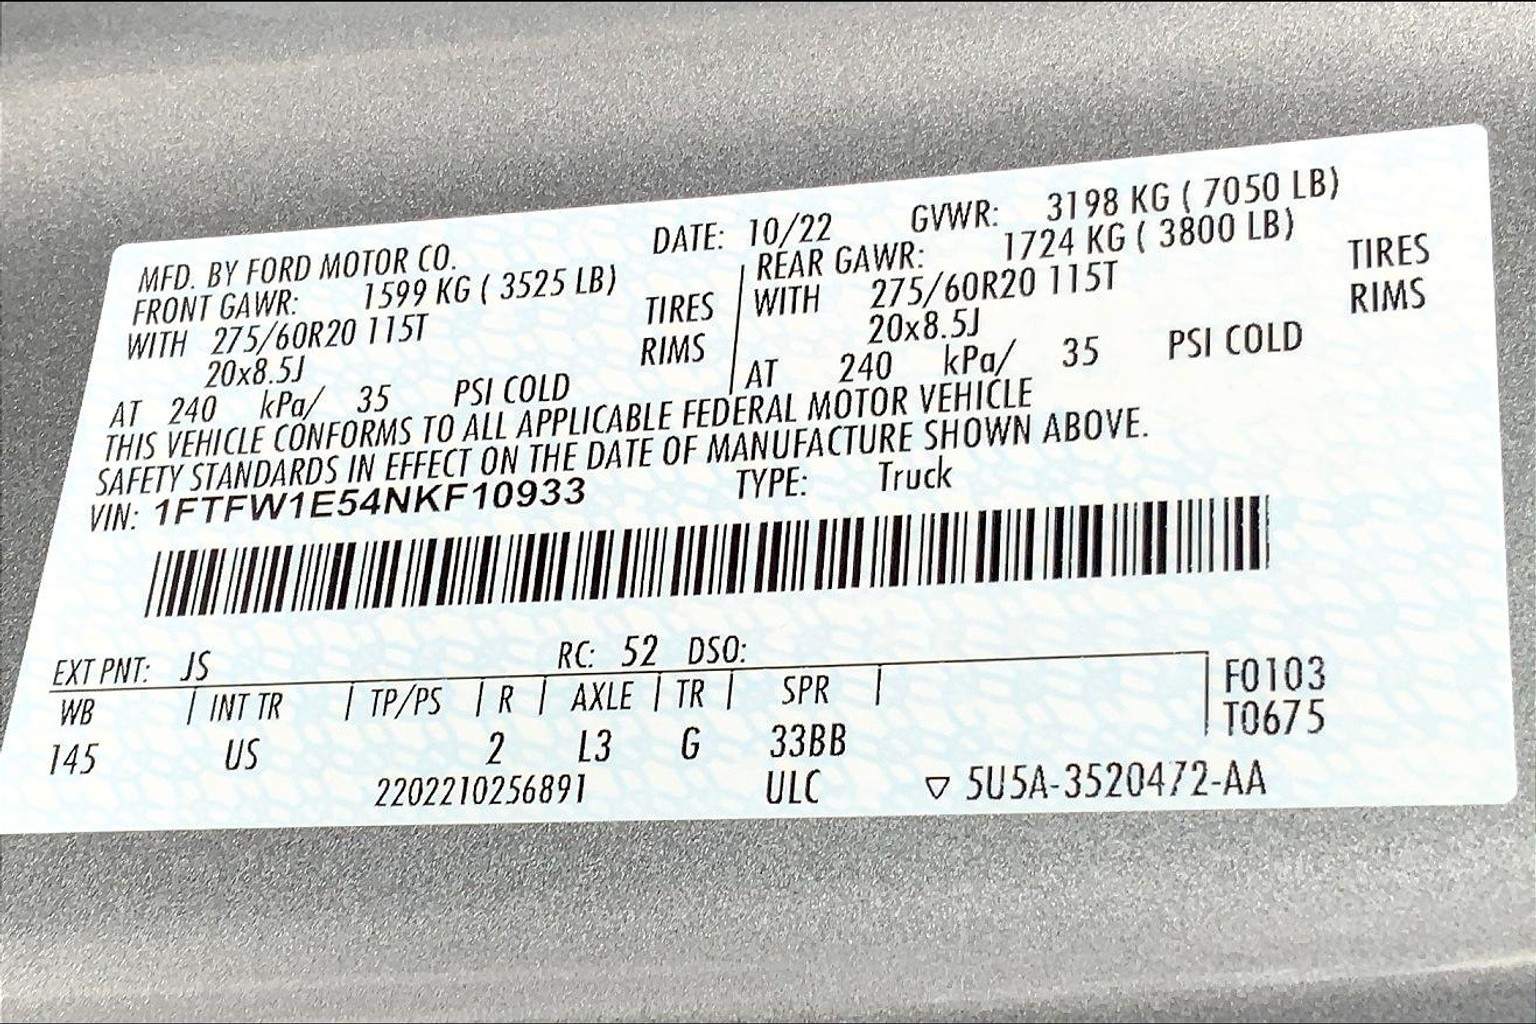 MFD. BY FORD MOTOR CO. DATE: 10/22 GVWR: 3198 KG ( 7050 LB)
FRONT GAWR: 1599 KG ( 3525 LB) REAR GAWR: 1724 KG ( 3800 LB)
WITH 275/60R20 115T TIRES WITH 275/60R20 115T TIRES
20x8.5J RIMS 20x8.5J RIMS
AT 240 kPa/ 35 PSI COLD AT 240 kPa/ 35 PSI COLD
THIS VEHICLE CONFORMS TO ALL APPLICABLE FEDERAL MOTOR VEHICLE
SAFETY STANDARDS IN EFFECT ON THE DATE OF MANUFACTURE SHOWN ABOVE.
VIN: 1FTFW1E54NKF10933 TYPE: Truck
EXT PNT: JS RC: 52 DSO:
WB INT TR TP/PS R AXLE TR SPR F0103
145 US 2 L3 G 33BB T0675
2202210256891 ULC ▽ 5U5A-3520472-AA